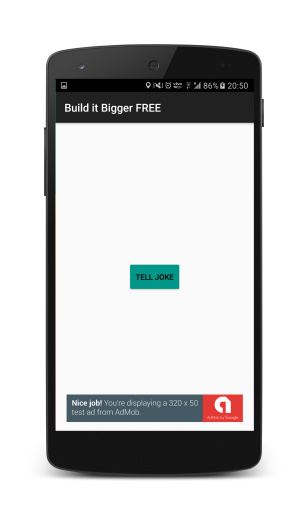 86% 20:50
Build it Bigger FREE
TELL JOKE
Nice job! You're displaying a 320 x 50
test ad from AdMob.
AdMob by Google